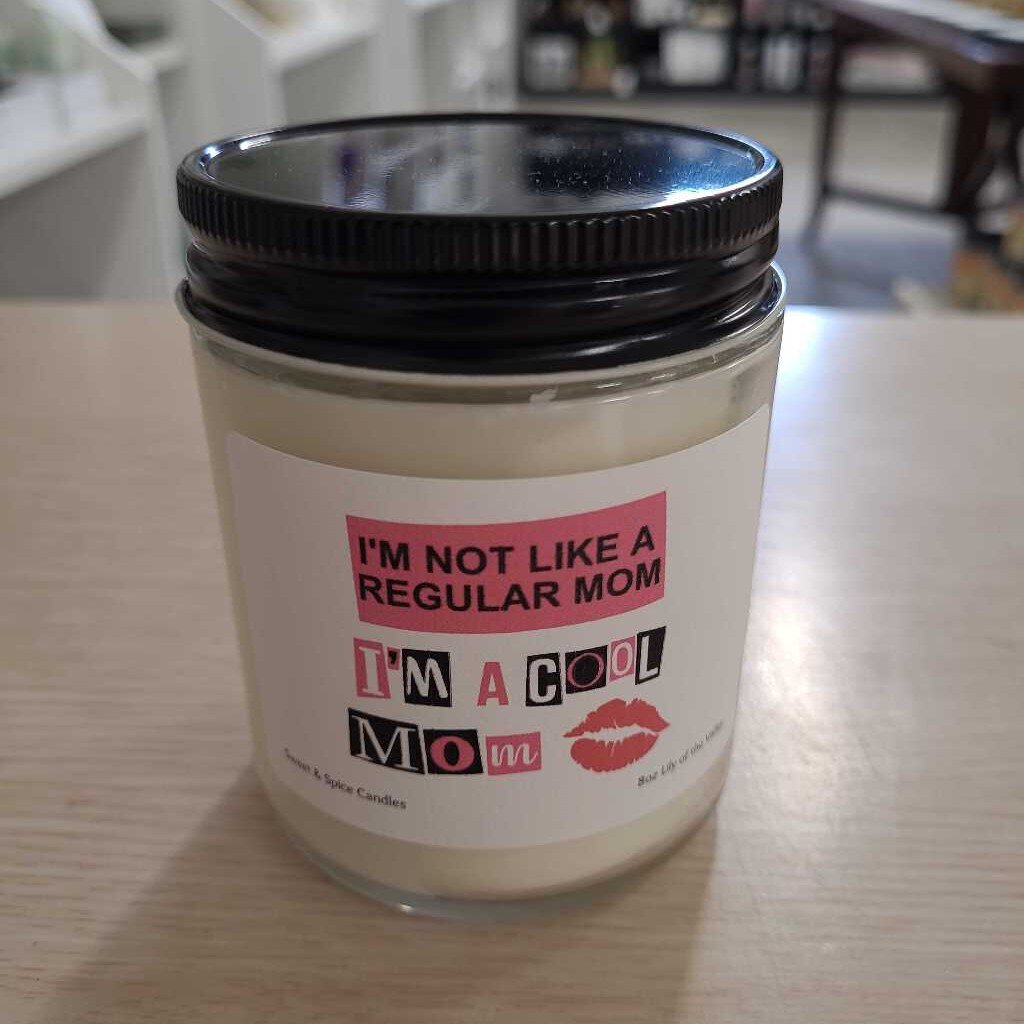 I'M NOT LIKE A
REGULAR MOM
I'M A COOL
Mom
Sweet & Spice Candles
8oz Lily of the Valley